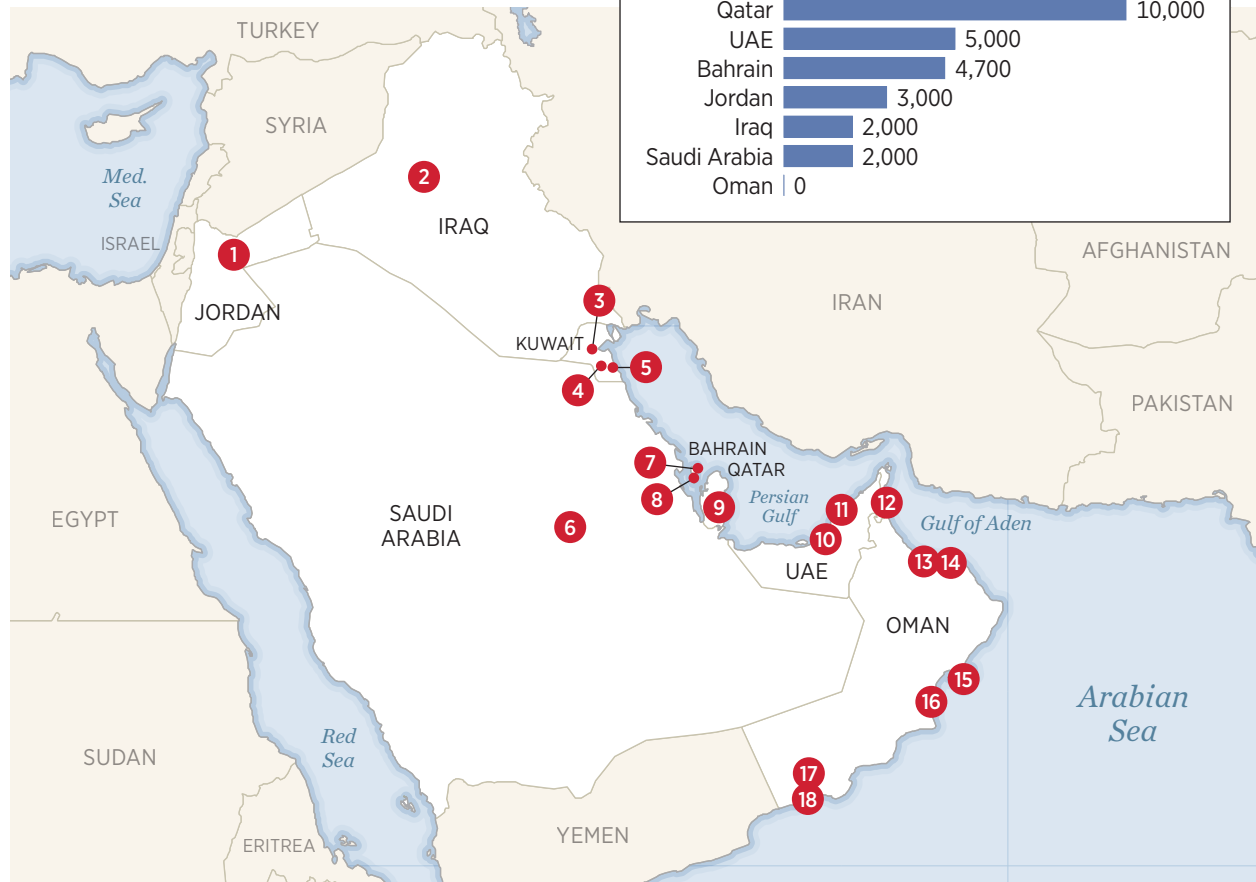 Qatar 10,000
UAE 5,000
Bahrain 4,700
Jordan 3,000
Iraq 2,000
Saudi Arabia 2,000
Oman 0
TURKEY
SYRIA
Med.
Sea
ISRAEL
2
IRAQ
1
JORDAN
AFGHANISTAN
IRAN
3
KUWAIT
4
5
PAKISTAN
BAHRAIN
QATAR
7
8
9
Persian
Gulf
11
10
12
Gulf of Aden
EGYPT
SAUDI
ARABIA
6
UAE
13
14
OMAN
15
16
Arabian
Sea
Red
Sea
SUDAN
17
18
YEMEN
ERITREA